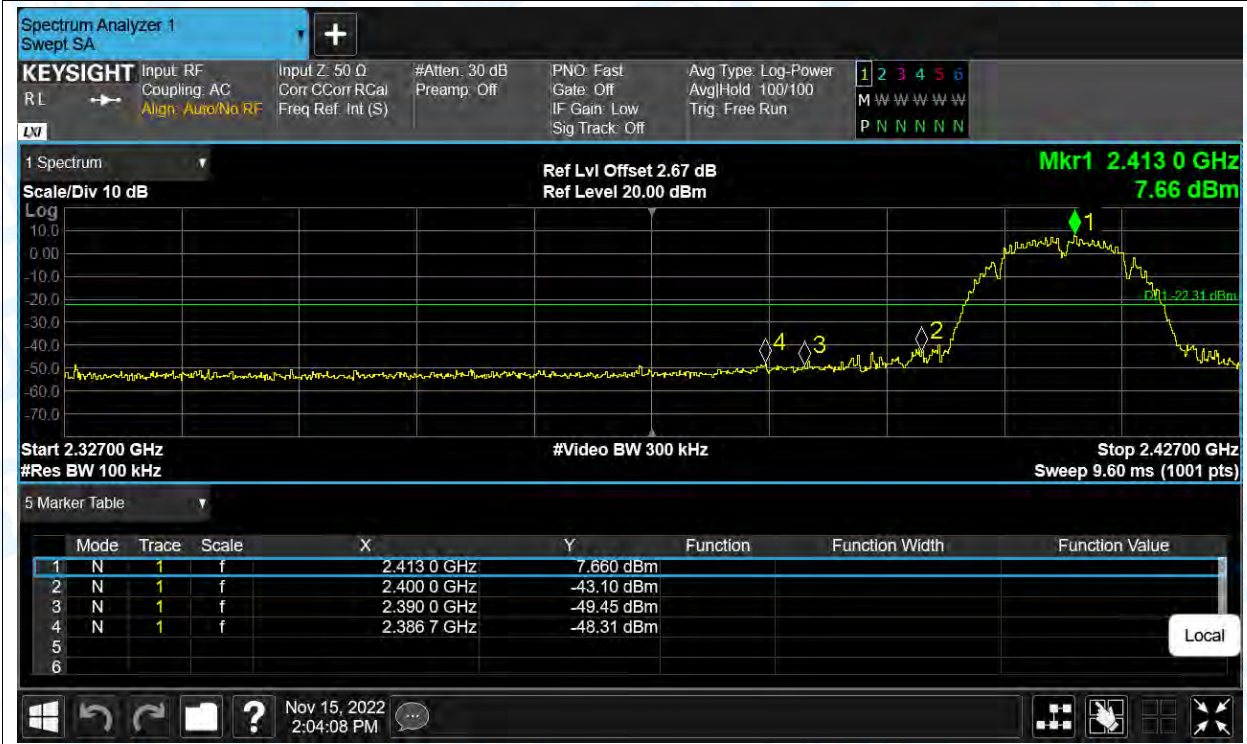 Spectrum Analyzer 1
Swept SA
+
KEYSIGHT Input: RF Input Z: 50 Ω #Atten: 30 dB PNO: Fast Avg Type: Log-Power 1 2 3 4 5 6
RL Coupling: AC Corr CCorr RCal Preamp: Off Gate: Off Avg|Hold: 100/100 M W W W W W
Align: Auto/No RF Freq Ref: Int (S) IF Gain: Low Trig: Free Run
LXI Sig Track: Off P N N N N N
1 Spectrum
Ref Lvl Offset 2.67 dB Mkr1 2.413 0 GHz
Scale/Div 10 dB Ref Level 20.00 dBm 7.66 dBm
Log
10.0
0.00
-10.0
-20.0
-30.0
-40.0
-50.0
-60.0
-70.0
1
DL1 -22.31 dBm
2
4
3
Start 2.32700 GHz #Video BW 300 kHz Stop 2.42700 GHz
#Res BW 100 kHz Sweep 9.60 ms (1001 pts)
5 Marker Table
Mode Trace Scale X Y Function Function Width Function Value
1 N 1 f 2.413 0 GHz 7.660 dBm
2 N 1 f 2.400 0 GHz -43.10 dBm
3 N 1 f 2.390 0 GHz -49.45 dBm
4 N 1 f 2.386 7 GHz -48.31 dBm
5
6
Local
? Nov 15, 2022
2:04:08 PM